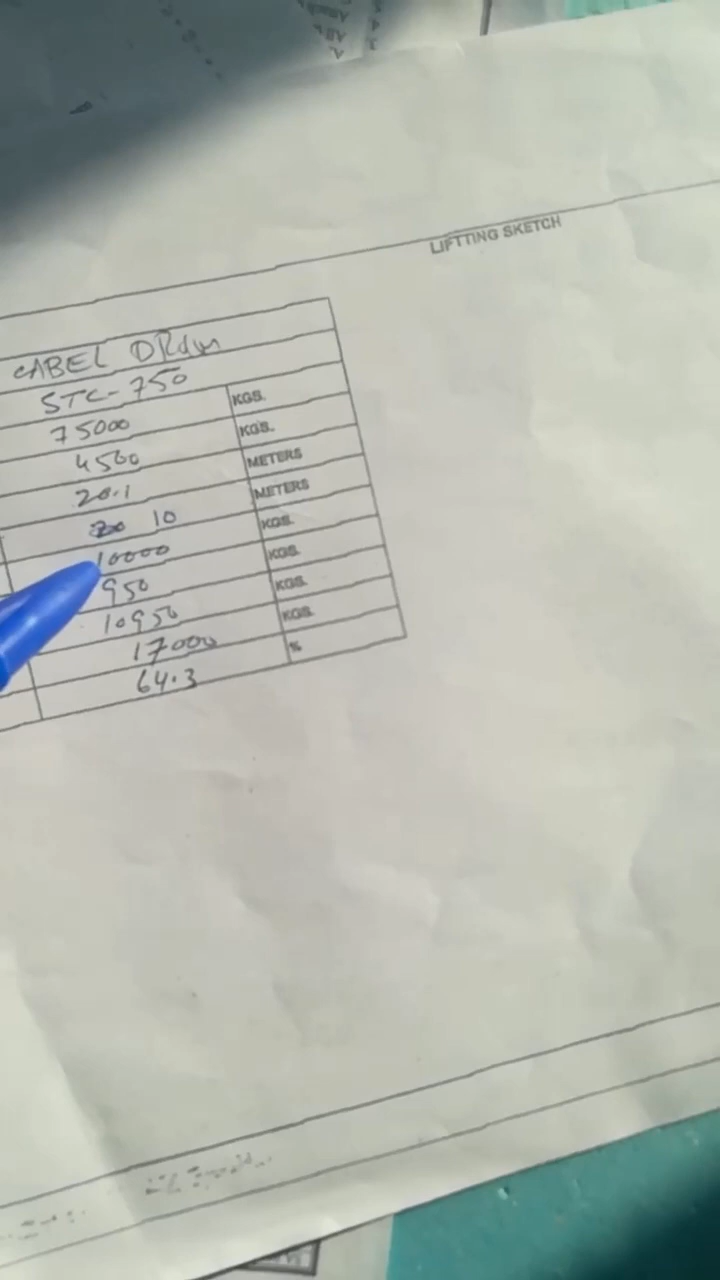 LIFTTING SKETCH
CABEL DRum
STC-750
75000 KGS.
4500 KGS.
20.1 METERS
10 METERS
10000 KGS.
950 KGS.
10950 KGS.
17000 KGS.
64.3 %